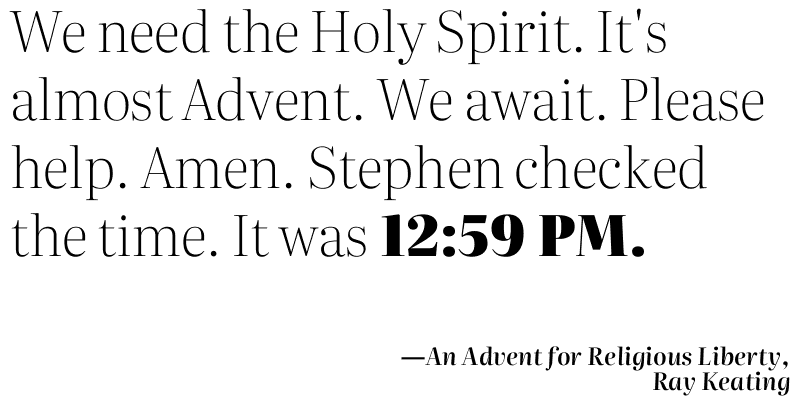 We need the Holy Spirit. It's
almost Advent. We await. Please
help. Amen. Stephen checked
the time. It was 12:59 PM.
—An Advent for Religious Liberty,
Ray Keating